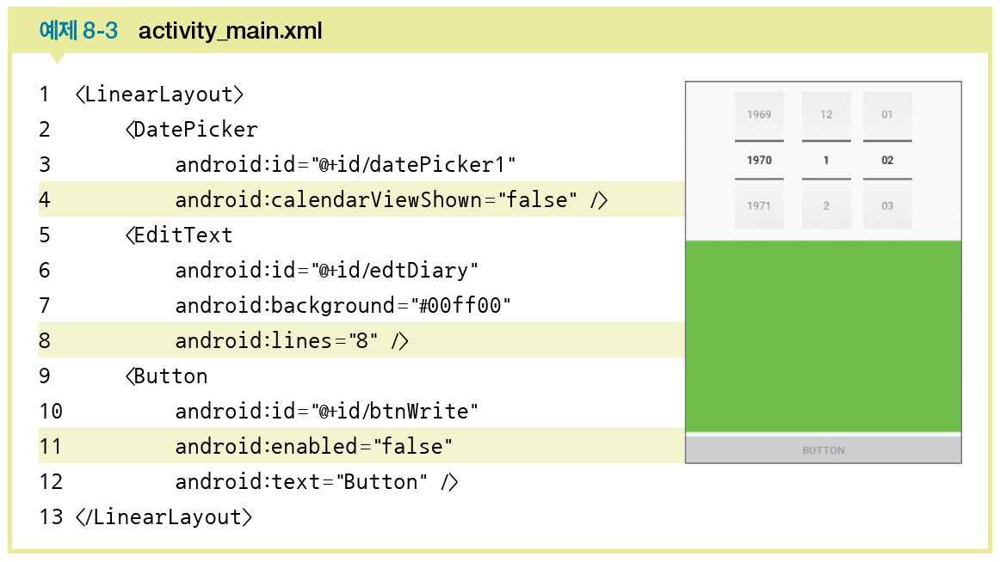 예제 8-3 activity_main.xml
1 <LinearLayout>
2 <DatePicker
3 android:id="@+id/datePicker1"
4 android:calendarViewShown="false" />
5 <EditText
6 android:id="@+id/edtDiary"
7 android:background="#00ff00"
8 android:lines="8" />
9 <Button
10 android:id="@+id/btnWrite"
11 android:enabled="false"
12 android:text="Button" />
13 </LinearLayout>
1969 12 01
1970 1 02
1971 2 03
BUTTON